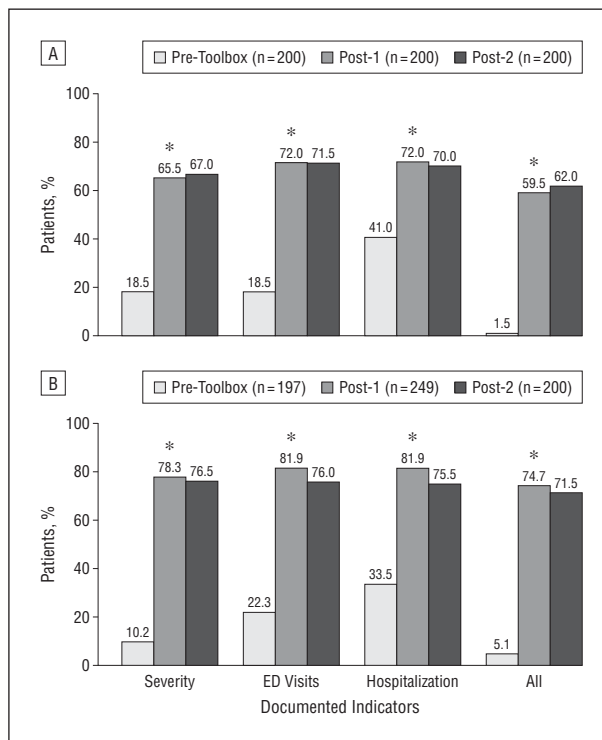 A
Pre-Toolbox (n=200) Post-1 (n=200) Post-2 (n=200)
100
80
60
40
20
0
Patients, %
*
*
*
*
18.5 65.5 67.0
18.5 72.0 71.5
41.0 72.0 70.0
1.5 59.5 62.0
B
Pre-Toolbox (n=197) Post-1 (n=249) Post-2 (n=200)
100
80
60
40
20
0
Patients, %
*
*
*
*
10.2 78.3 76.5
22.3 81.9 76.0
33.5 81.9 75.5
5.1 74.7 71.5
Severity ED Visits Hospitalization All
Documented Indicators